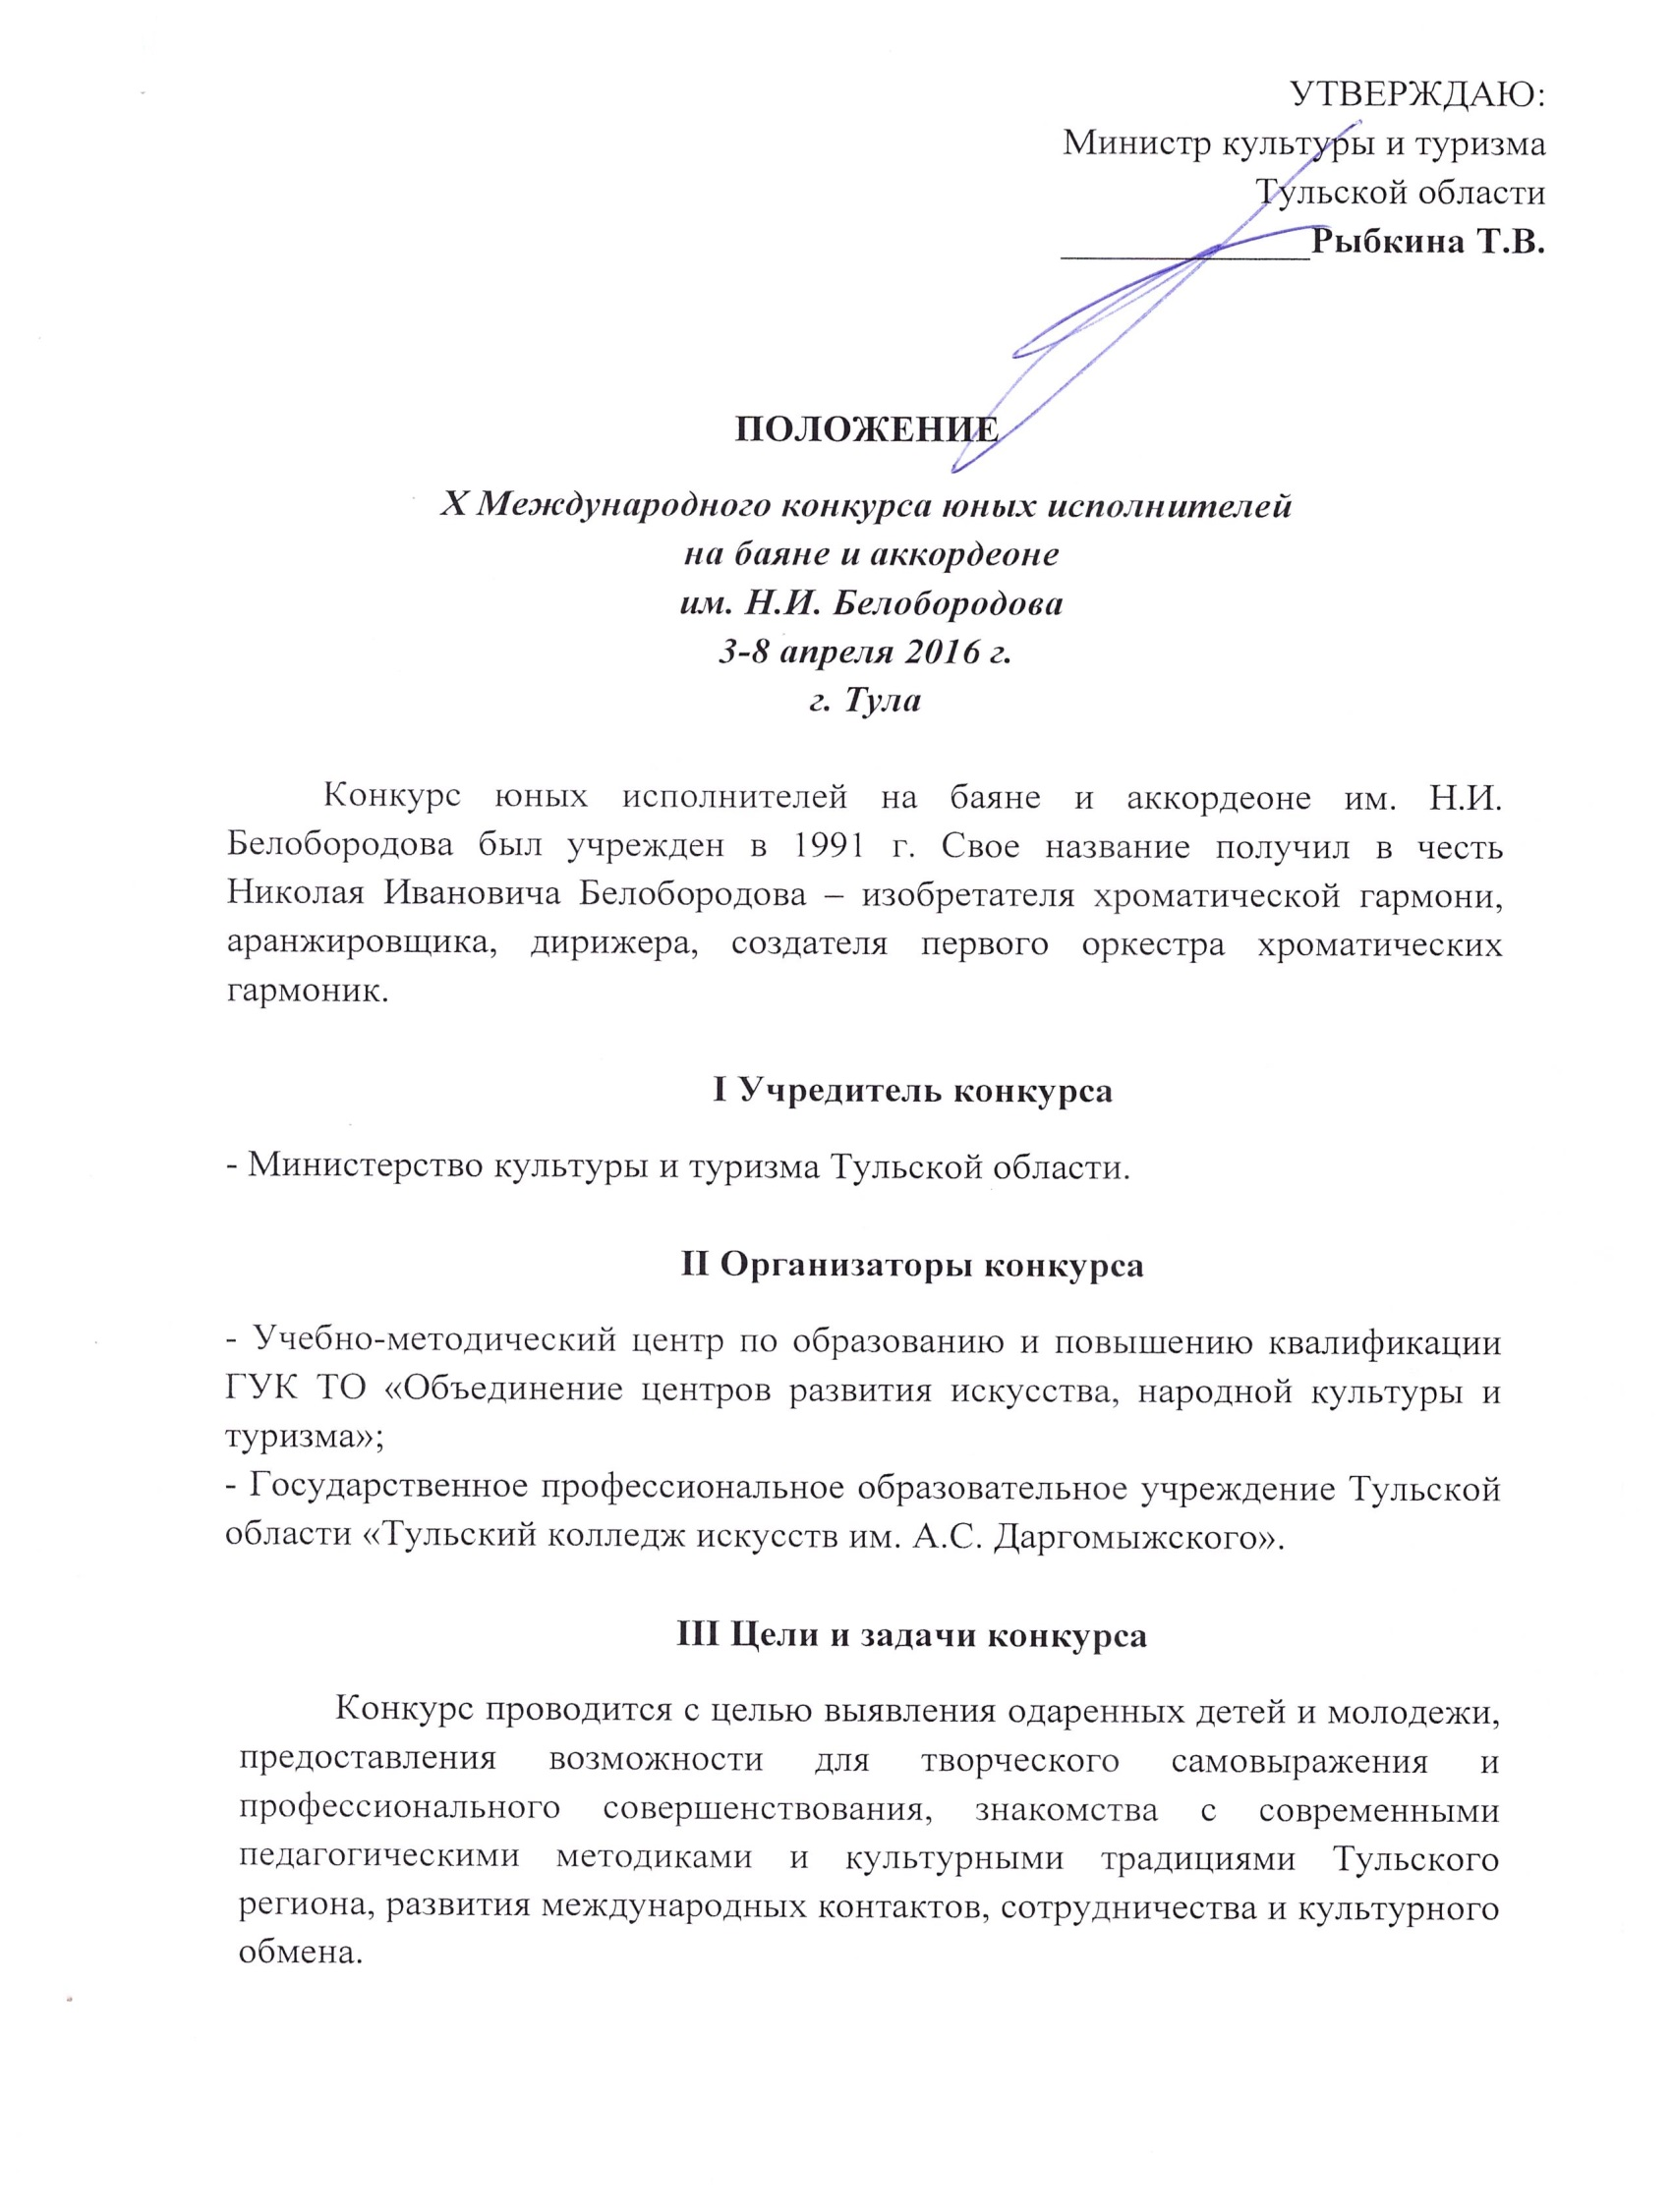 УТВЕРЖДАЮ:
Министр культуры и туризма
Тульской области
_____________Рыбкина Т.В.
ПОЛОЖЕНИЕ
X Международного конкурса юных исполнителей
на баяне и аккордеоне
им. Н.И. Белобородова
3-8 апреля 2016 г.
г. Тула
Конкурс юных исполнителей на баяне и аккордеоне им. Н.И.
Белобородова был учрежден в 1991 г. Свое название получил в честь
Николая Ивановича Белобородова – изобретателя хроматической гармони,
аранжировщика, дирижера, создателя первого оркестра хроматических
гармоник.
I Учредитель конкурса
- Министерство культуры и туризма Тульской области.
II Организаторы конкурса
- Учебно-методический центр по образованию и повышению квалификации
ГУК ТО «Объединение центров развития искусства, народной культуры и
туризма»;
- Государственное профессиональное образовательное учреждение Тульской
области «Тульский колледж искусств им. А.С. Даргомыжского».
III Цели и задачи конкурса
Конкурс проводится с целью выявления одаренных детей и молодежи,
предоставления возможности для творческого самовыражения и
профессионального совершенствования, знакомства с современными
педагогическими методиками и культурными традициями Тульского
региона, развития международных контактов, сотрудничества и культурного
обмена.